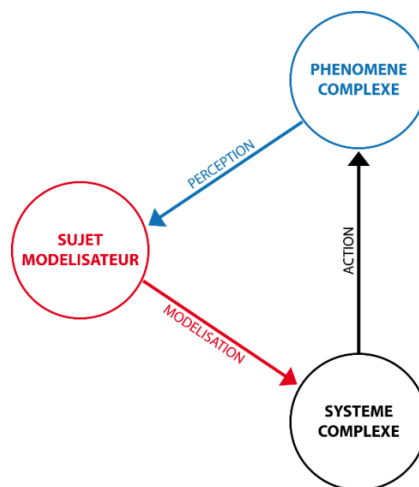 PHENOMENE
COMPLEXE
PERCEPTION
SUJET
MODELISATEUR
ACTION
MODELISATION
SYSTEME
COMPLEXE